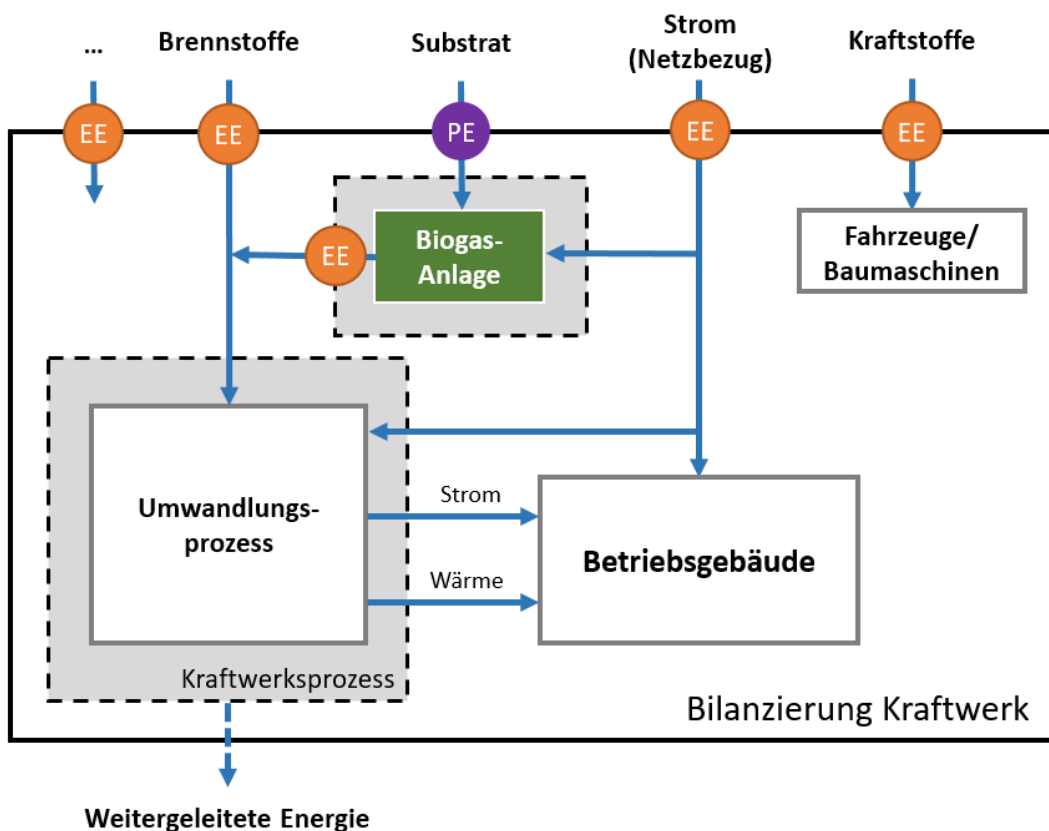 ...
Brennstoffe
Substrat
Strom
(Netzbezug)
Kraftstoffe
EE
EE
PE
EE
EE
Biogas-
Anlage
EE
Fahrzeuge/
Baumaschinen
Umwandlungs-
prozess
Strom
Wärme
Betriebsgebäude
Kraftwerksprozess
Bilanzierung Kraftwerk
Weitergeleitete Energie